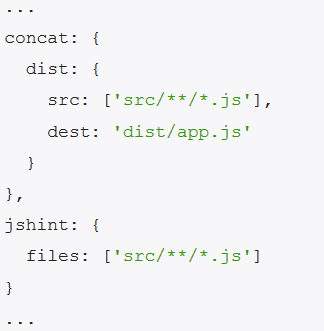 ...
concat: {
  dist: {
    src: ['src/**/*.js'],
    dest: 'dist/app.js'
  }
},
jshint: {
  files: ['src/**/*.js']
}
...